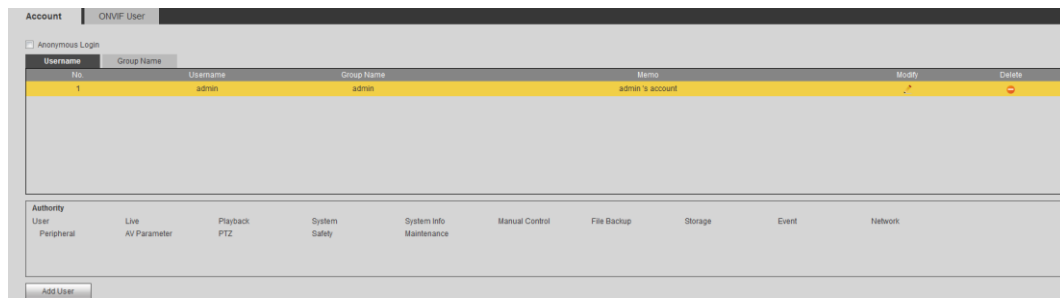 Account ONVIF User
Anonymous Login
Username Group Name
No. Username Group Name Memo Modify Delete
1 admin admin admin 's account
Authority
User Live Playback System System Info Manual Control File Backup Storage Event Network
Peripheral AV Parameter PTZ Safety Maintenance
Add User